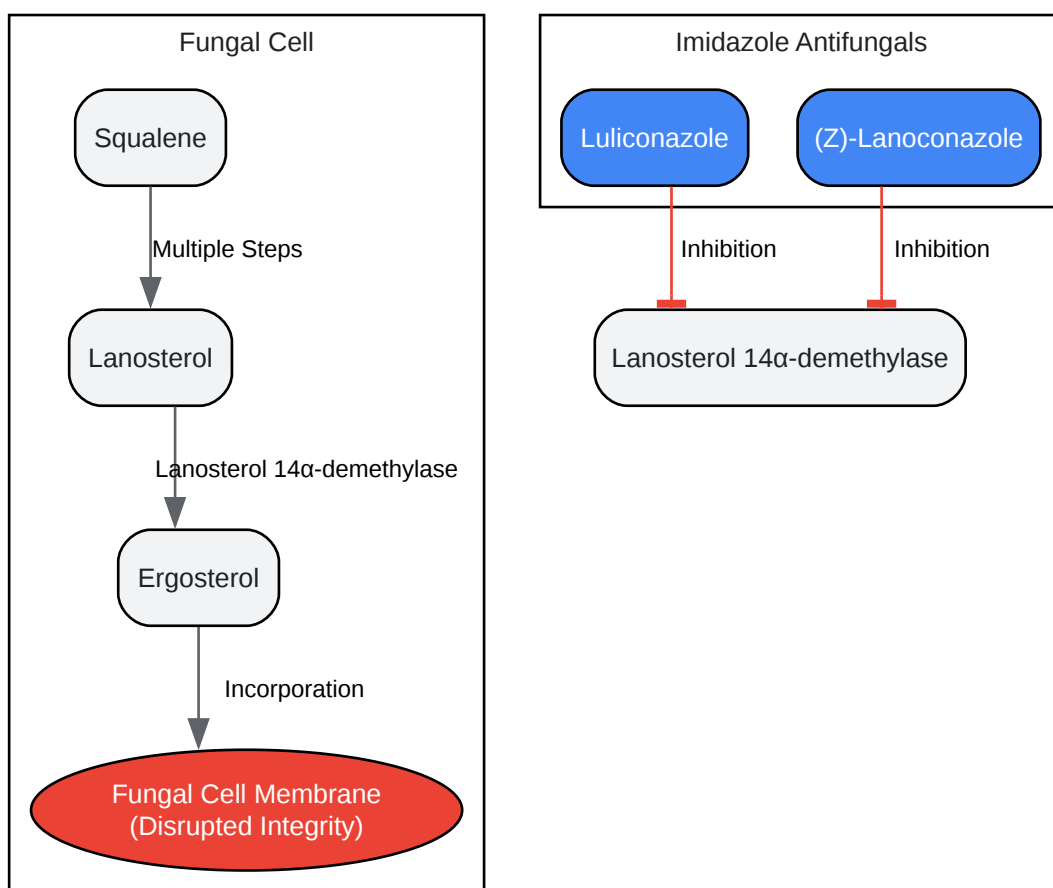 Fungal Cell
Squalene
Multiple Steps
Lanosterol
Lanosterol 14α-demethylase
Ergosterol
Incorporation
Fungal Cell Membrane
(Disrupted Integrity)
Imidazole Antifungals
Luliconazole
(Z)-Lanoconazole
Inhibition
Inhibition
Lanosterol 14α-demethylase